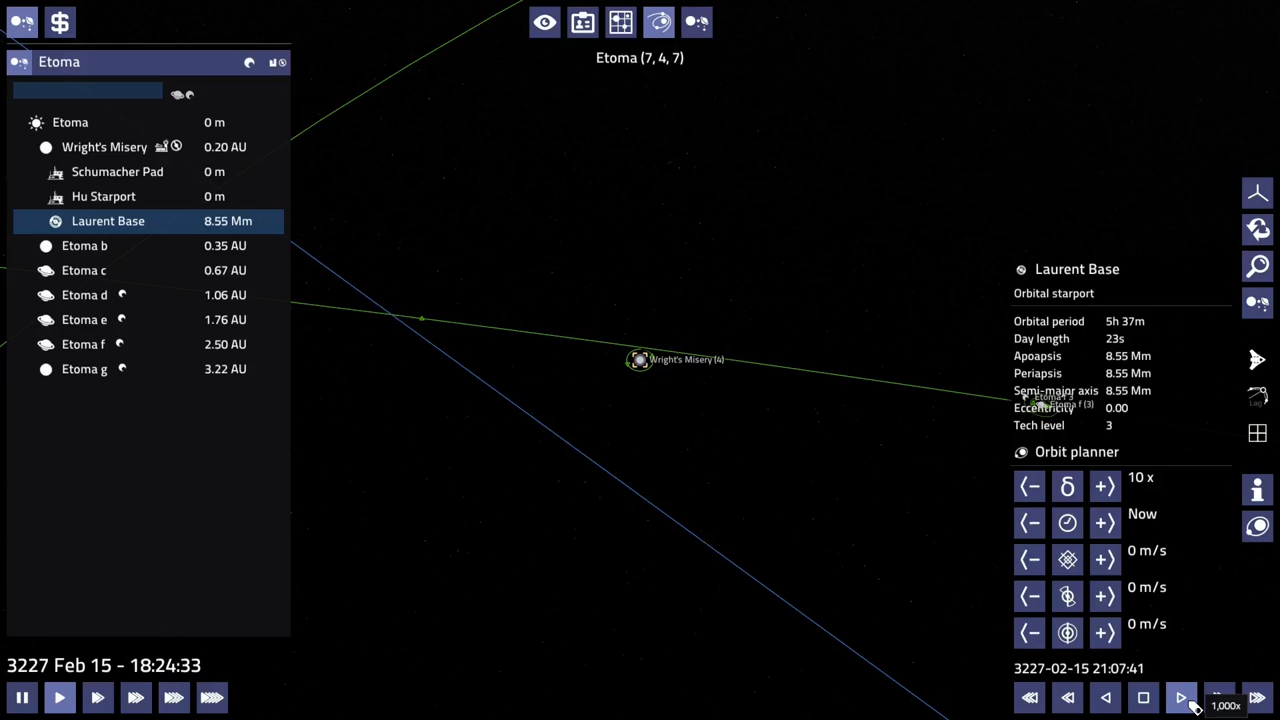 Etoma (7, 4, 7)
Etoma
Etoma 0 m
Wright's Misery 0.20 AU
Schumacher Pad 0 m
Hu Starport 0 m
Laurent Base 8.55 Mm
Etoma b 0.35 AU
Etoma c 0.67 AU
Etoma d 1.06 AU
Etoma e 1.76 AU
Etoma f 2.50 AU
Etoma g 3.22 AU
Wright's Misery (4)
Etoma f 3
Etoma f (3)
Laurent Base
Orbital starport
Orbital period 5h 37m
Day length 23s
Apoapsis 8.55 Mm
Periapsis 8.55 Mm
Semi-major axis 8.55 Mm
Eccentricity 0.00
Tech level 3
Lag
Orbit planner
10 x
Now
0 m/s
0 m/s
0 m/s
3227-02-15 21:07:41
1,000x
3227 Feb 15 - 18:24:33